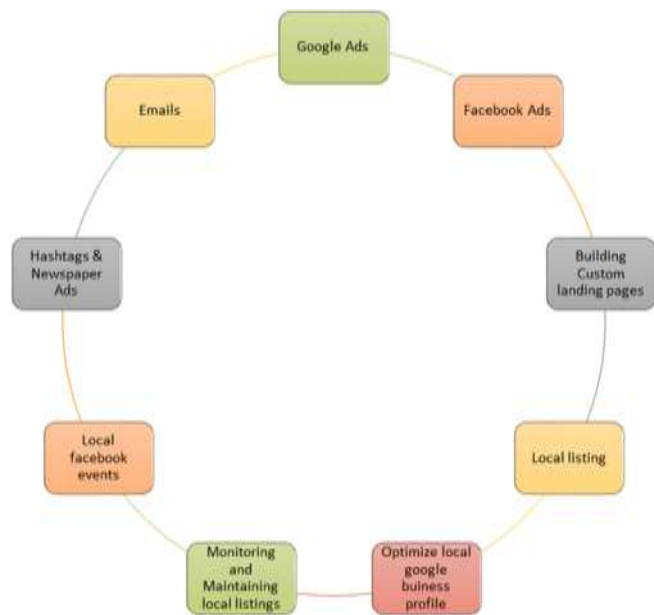 Google Ads
Facebook Ads
Building
Custom
landing pages
Local listing
Optimize local
google
buiness
profile
Monitoring
and
Maintaining
local listings
Local
facebook
events
Hashtags &
Newspaper
Ads
Emails